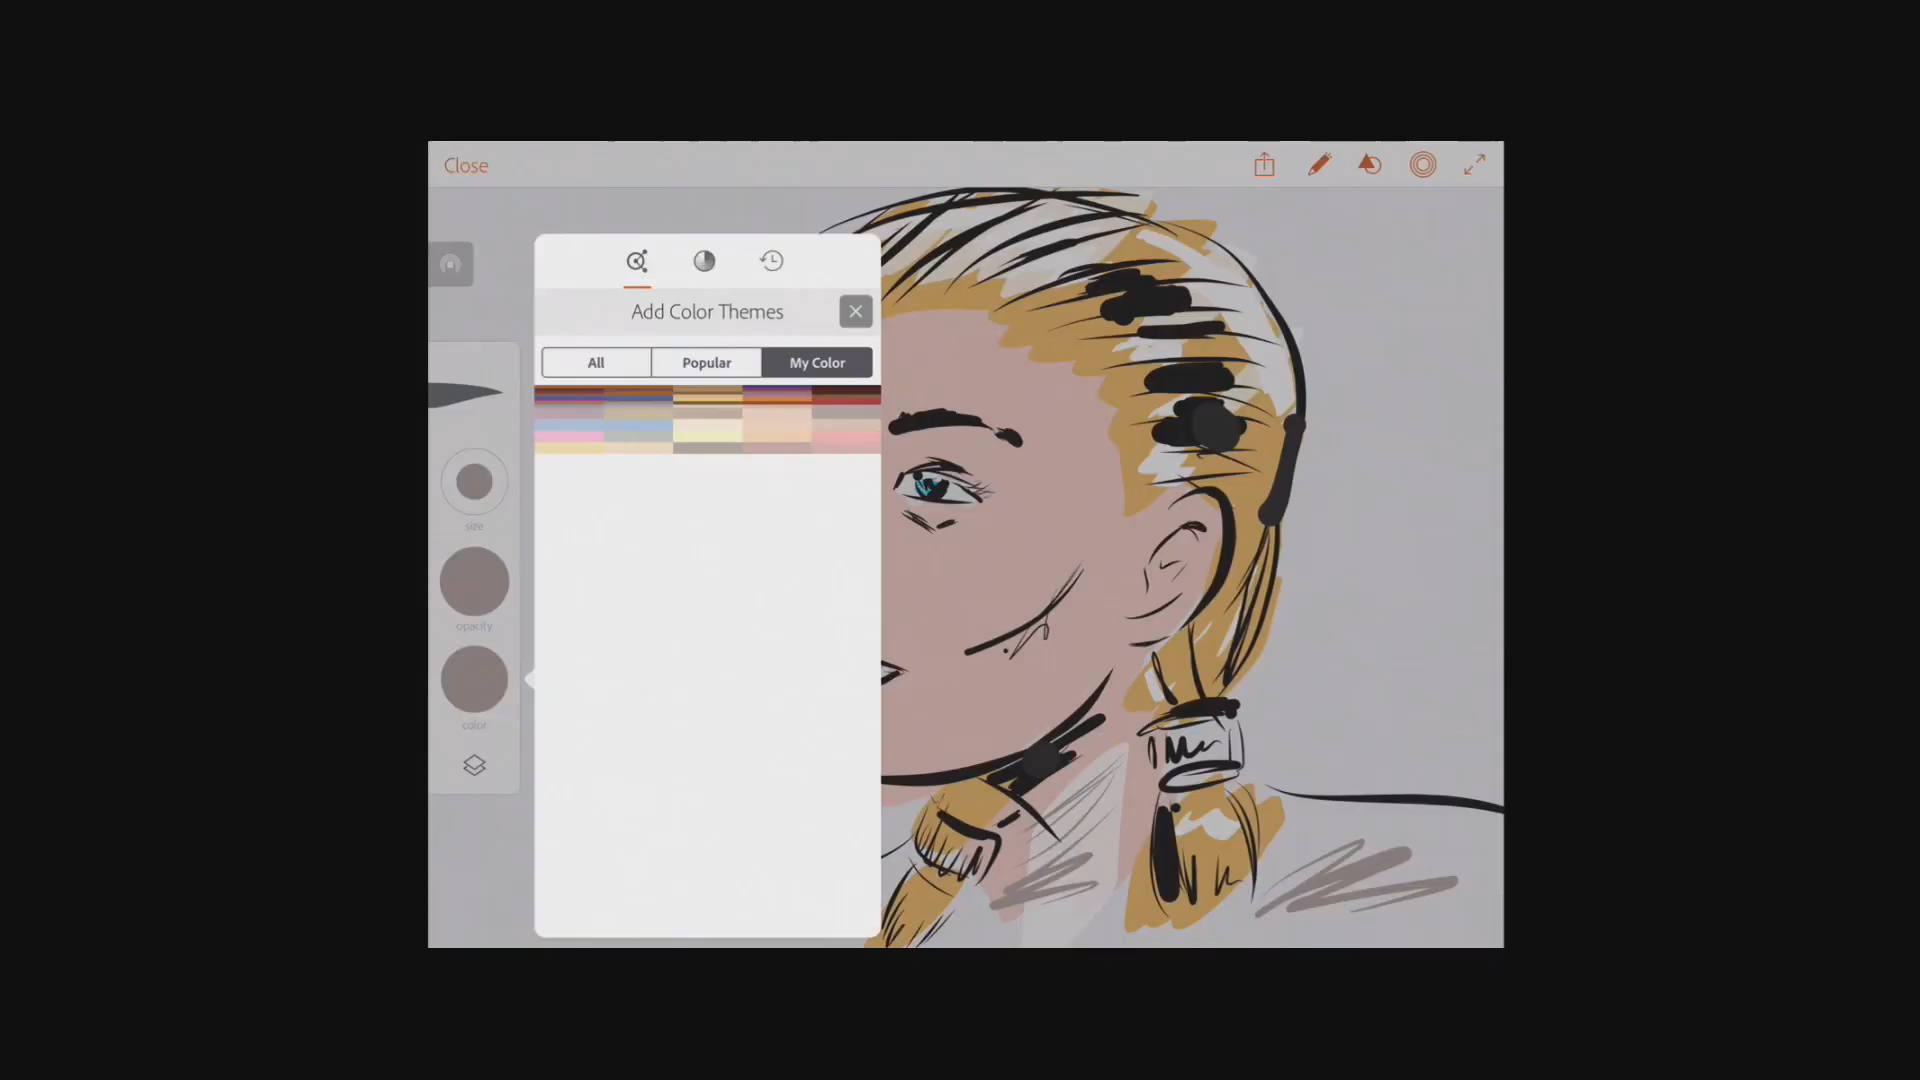 Close
Add Color Themes
All Popular My Color
size
opacity
color